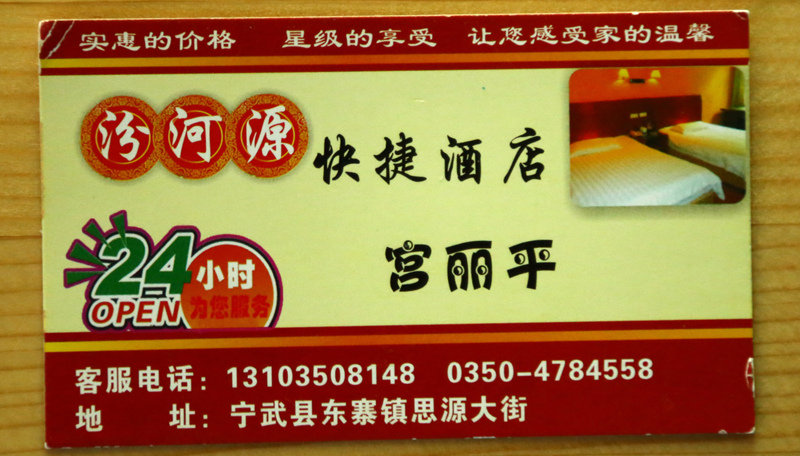 实惠的价格 星级的享受 让您感受家的温馨
汾河源 快捷酒店
宫丽平
24 小时
OPEN 为您服务
客服电话：13103508148 0350-4784558
地 址：宁武县东寨镇思源大街